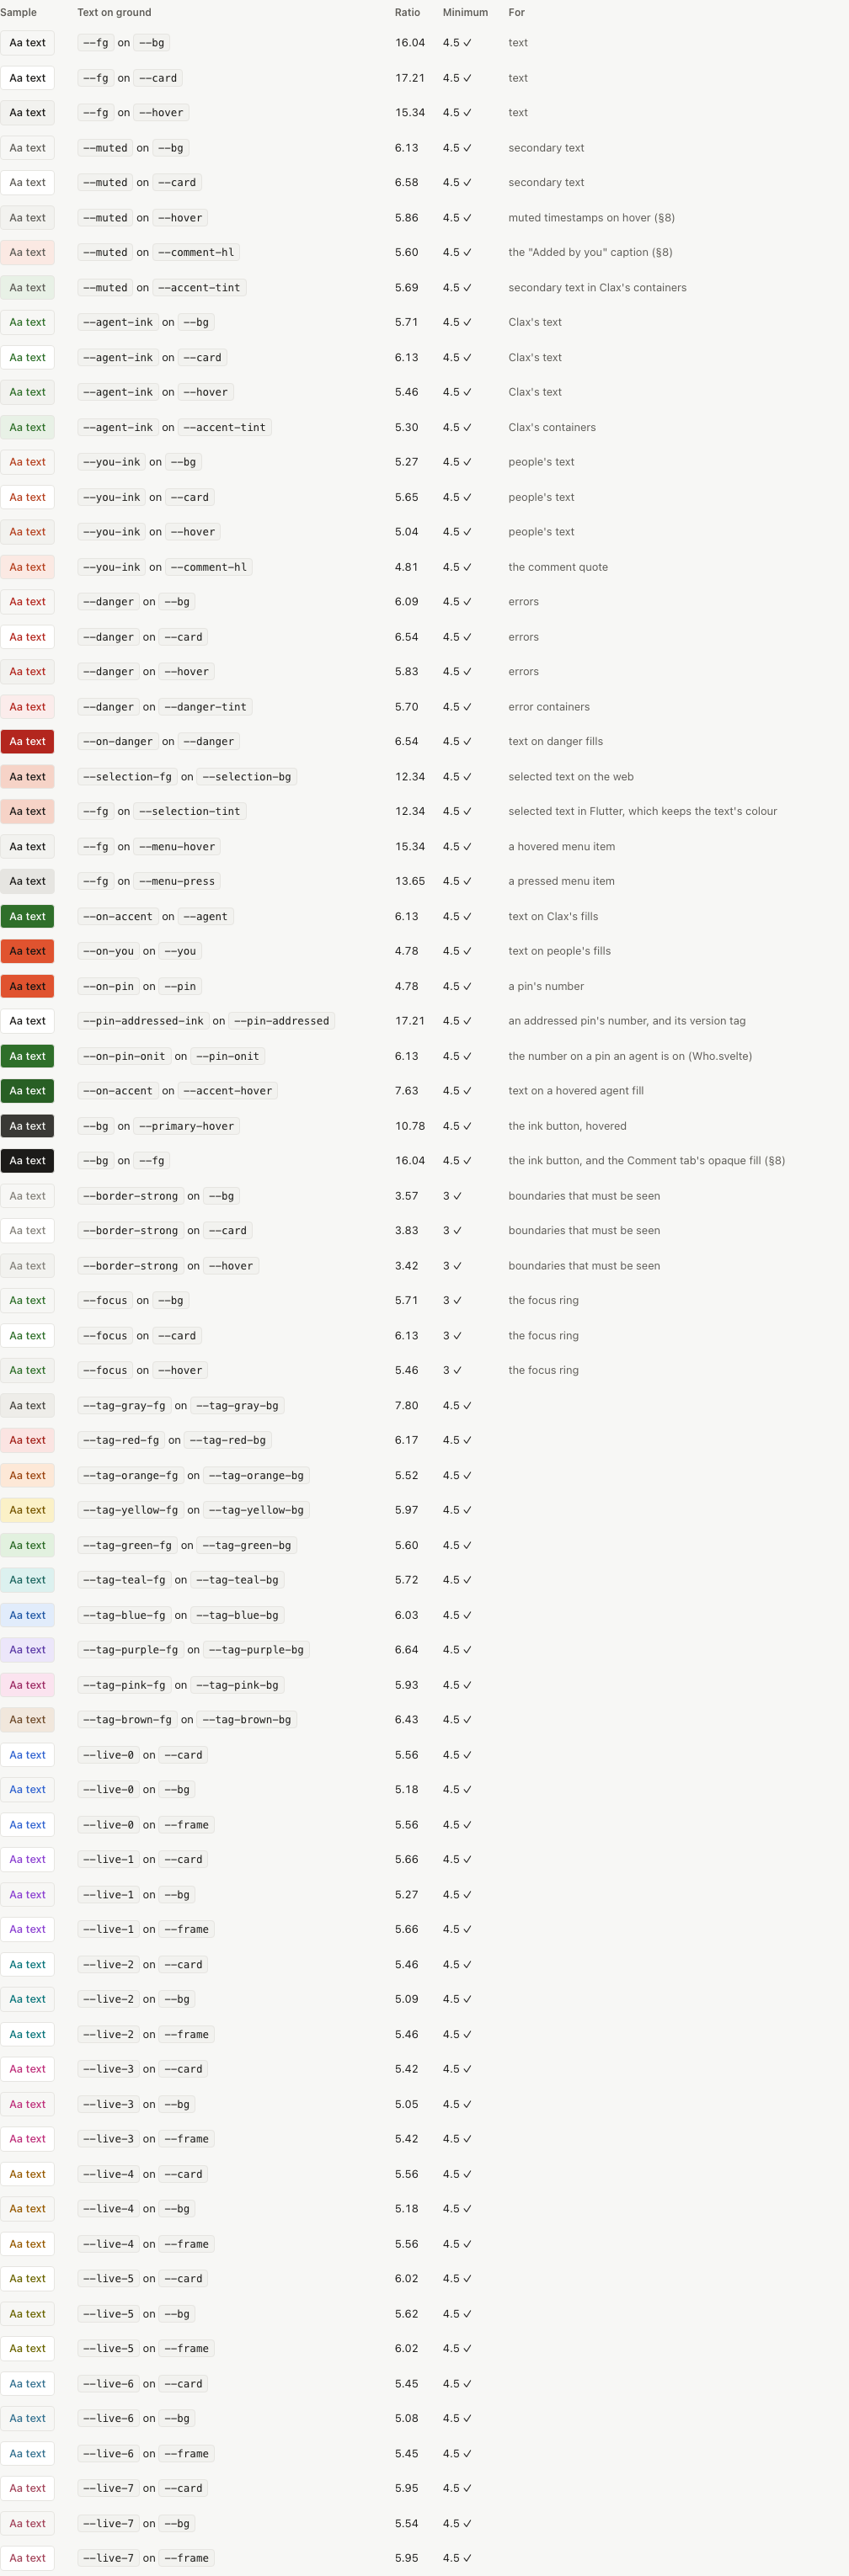 Sample Text on ground Ratio Minimum For
Aa text --fg on --bg 16.04 4.5 ✓ text
Aa text --fg on --card 17.21 4.5 ✓ text
Aa text --fg on --hover 15.34 4.5 ✓ text
Aa text --muted on --bg 6.13 4.5 ✓ secondary text
Aa text --muted on --card 6.58 4.5 ✓ secondary text
Aa text --muted on --hover 5.86 4.5 ✓ muted timestamps on hover (§8)
Aa text --muted on --comment-hl 5.60 4.5 ✓ the "Added by you" caption (§8)
Aa text --muted on --accent-tint 5.69 4.5 ✓ secondary text in Clax's containers
Aa text --agent-ink on --bg 5.71 4.5 ✓ Clax's text
Aa text --agent-ink on --card 6.13 4.5 ✓ Clax's text
Aa text --agent-ink on --hover 5.46 4.5 ✓ Clax's text
Aa text --agent-ink on --accent-tint 5.30 4.5 ✓ Clax's containers
Aa text --you-ink on --bg 5.27 4.5 ✓ people's text
Aa text --you-ink on --card 5.65 4.5 ✓ people's text
Aa text --you-ink on --hover 5.04 4.5 ✓ people's text
Aa text --you-ink on --comment-hl 4.81 4.5 ✓ the comment quote
Aa text --danger on --bg 6.09 4.5 ✓ errors
Aa text --danger on --card 6.54 4.5 ✓ errors
Aa text --danger on --hover 5.83 4.5 ✓ errors
Aa text --danger on --danger-tint 5.70 4.5 ✓ error containers
Aa text --on-danger on --danger 6.54 4.5 ✓ text on danger fills
Aa text --selection-fg on --selection-bg 12.34 4.5 ✓ selected text on the web
Aa text --fg on --selection-tint 12.34 4.5 ✓ selected text in Flutter, which keeps the text's colour
Aa text --fg on --menu-hover 15.34 4.5 ✓ a hovered menu item
Aa text --fg on --menu-press 13.65 4.5 ✓ a pressed menu item
Aa text --on-accent on --agent 6.13 4.5 ✓ text on Clax's fills
Aa text --on-you on --you 4.78 4.5 ✓ text on people's fills
Aa text --on-pin on --pin 4.78 4.5 ✓ a pin's number
Aa text --pin-addressed-ink on --pin-addressed 17.21 4.5 ✓ an addressed pin's number, and its version tag
Aa text --on-pin-onit on --pin-onit 6.13 4.5 ✓ the number on a pin an agent is on (Who.svelte)
Aa text --on-accent on --accent-hover 7.63 4.5 ✓ text on a hovered agent fill
Aa text --bg on --primary-hover 10.78 4.5 ✓ the ink button, hovered
Aa text --bg on --fg 16.04 4.5 ✓ the ink button, and the Comment tab's opaque fill (§8)
Aa text --border-strong on --bg 3.57 3 ✓ boundaries that must be seen
Aa text --border-strong on --card 3.83 3 ✓ boundaries that must be seen
Aa text --border-strong on --hover 3.42 3 ✓ boundaries that must be seen
Aa text --focus on --bg 5.71 3 ✓ the focus ring
Aa text --focus on --card 6.13 3 ✓ the focus ring
Aa text --focus on --hover 5.46 3 ✓ the focus ring
Aa text --tag-gray-fg on --tag-gray-bg 7.80 4.5 ✓
Aa text --tag-red-fg on --tag-red-bg 6.17 4.5 ✓
Aa text --tag-orange-fg on --tag-orange-bg 5.52 4.5 ✓
Aa text --tag-yellow-fg on --tag-yellow-bg 5.97 4.5 ✓
Aa text --tag-green-fg on --tag-green-bg 5.60 4.5 ✓
Aa text --tag-teal-fg on --tag-teal-bg 5.72 4.5 ✓
Aa text --tag-blue-fg on --tag-blue-bg 6.03 4.5 ✓
Aa text --tag-purple-fg on --tag-purple-bg 6.64 4.5 ✓
Aa text --tag-pink-fg on --tag-pink-bg 5.93 4.5 ✓
Aa text --tag-brown-fg on --tag-brown-bg 6.43 4.5 ✓
Aa text --live-0 on --card 5.56 4.5 ✓
Aa text --live-0 on --bg 5.18 4.5 ✓
Aa text --live-0 on --frame 5.56 4.5 ✓
Aa text --live-1 on --card 5.66 4.5 ✓
Aa text --live-1 on --bg 5.27 4.5 ✓
Aa text --live-1 on --frame 5.66 4.5 ✓
Aa text --live-2 on --card 5.46 4.5 ✓
Aa text --live-2 on --bg 5.09 4.5 ✓
Aa text --live-2 on --frame 5.46 4.5 ✓
Aa text --live-3 on --card 5.42 4.5 ✓
Aa text --live-3 on --bg 5.05 4.5 ✓
Aa text --live-3 on --frame 5.42 4.5 ✓
Aa text --live-4 on --card 5.56 4.5 ✓
Aa text --live-4 on --bg 5.18 4.5 ✓
Aa text --live-4 on --frame 5.56 4.5 ✓
Aa text --live-5 on --card 6.02 4.5 ✓
Aa text --live-5 on --bg 5.62 4.5 ✓
Aa text --live-5 on --frame 6.02 4.5 ✓
Aa text --live-6 on --card 5.45 4.5 ✓
Aa text --live-6 on --bg 5.08 4.5 ✓
Aa text --live-6 on --frame 5.45 4.5 ✓
Aa text --live-7 on --card 5.95 4.5 ✓
Aa text --live-7 on --bg 5.54 4.5 ✓
Aa text --live-7 on --frame 5.95 4.5 ✓